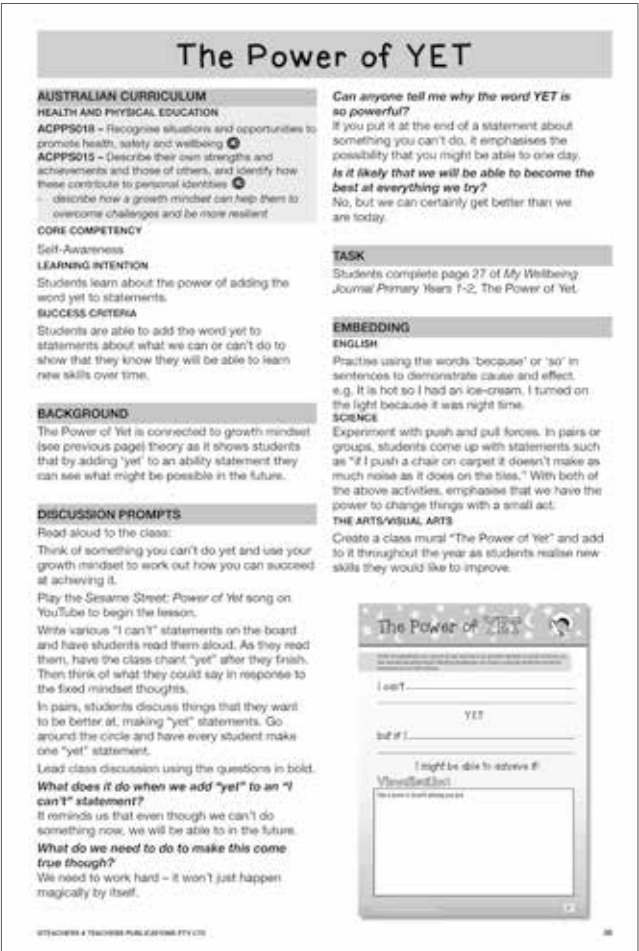 The Power of YET
AUSTRALIAN CURRICULUM
HEALTH AND PHYSICAL EDUCATION
ACPPS018 – Recognise situations and opportunities to
promote health, safety and wellbeing
ACPPS015 – Describe their own strengths and
achievements and those of others, and identify how
these contribute to personal identities
- describe how a growth mindset can help them to
overcome challenges and be more resilient
CORE COMPETENCY
Self-Awareness
LEARNING INTENTION
Students learn about the power of adding the
word yet to statements.
SUCCESS CRITERIA
Students are able to add the word yet to
statements about what we can or can't do to
show that they know they will be able to learn
new skills over time.
BACKGROUND
The Power of Yet is connected to growth mindset
(see previous page) theory as it shows students
that by adding 'yet' to an ability statement they
can see what might be possible in the future.
DISCUSSION PROMPTS
Read aloud to the class:
Think of something you can't do yet and use your
growth mindset to work out how you can succeed
at achieving it.
Play the Sesame Street: Power of Yet song on
YouTube to begin the lesson.
Write various "I can't" statements on the board
and have students read them aloud. As they read
them, have the class chant "yet" after they finish.
Then think of what they could say in response to
the fixed mindset thoughts.
In pairs, students discuss things that they want
to be better at, making "yet" statements. Go
around the circle and have every student make
one "yet" statement.
Lead class discussion using the questions in bold.
What does it do when we add "yet" to an "I
can't" statement?
It reminds us that even though we can't do
something now, we will be able to in the future.
What do we need to do to make this come
true though?
We need to work hard – it won't just happen
magically by itself.
Can anyone tell me why the word YET is
so powerful?
If you put it at the end of a statement about
something you can't do, it emphasises the
possibility that you might be able to one day.
Is it likely that we will be able to become the
best at everything we try?
No, but we can certainly get better than we
are today.
TASK
Students complete page 27 of My Wellbeing
Journal Primary Years 1-2, The Power of Yet.
EMBEDDING
ENGLISH
Practise using the words 'because' or 'so' in
sentences to demonstrate cause and effect.
e.g. It is hot so I had an ice-cream. I turned on
the light because it was night time.
SCIENCE
Experiment with push and pull forces. In pairs or
groups, students come up with statements such
as "if I push a chair on carpet it doesn't make as
much noise as it does on the tiles." With both of
the above activities, emphasise that we have the
power to change things with a small act.
THE ARTS/VISUAL ARTS
Create a class mural "The Power of Yet" and add
to it throughout the year as students realise new
skills they would like to improve.
The Power of YET
I can't
YET
but if I
I might be able to achieve it!
©TEACHERS 4 TEACHERS PUBLICATIONS PTY LTD